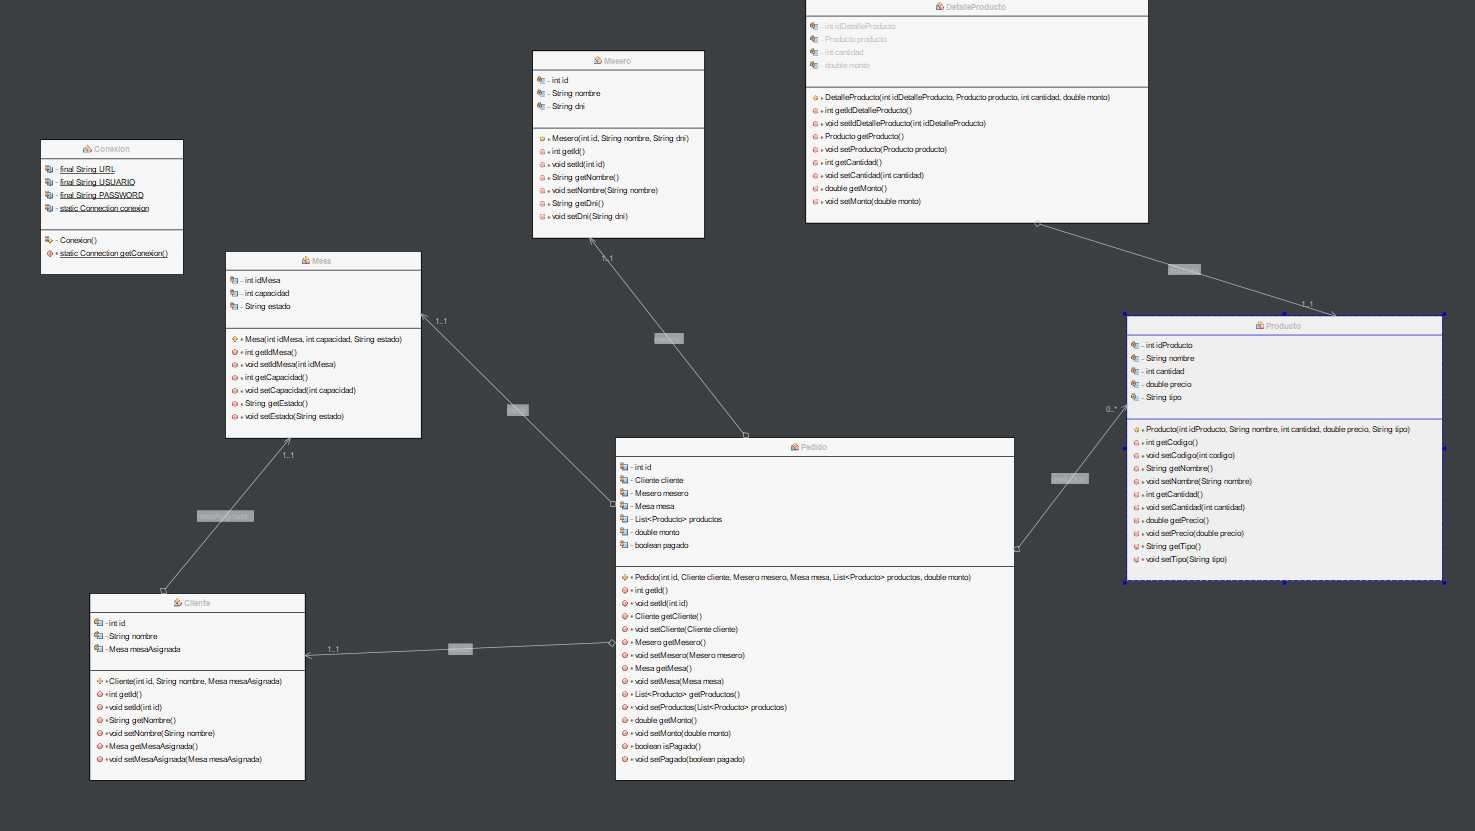 DetalleProducto
- int idDetalleProducto
- Producto producto
- int cantidad
- double monto
+ DetalleProducto(int idDetalleProducto, Producto producto, int cantidad, double monto)
+ int getIdDetalleProducto()
+ void setIdDetalleProducto(int idDetalleProducto)
+ Producto getProducto()
+ void setProducto(Producto producto)
+ int getCantidad()
+ void setCantidad(int cantidad)
+ double getMonto()
+ void setMonto(double monto)
Mesero
- int id
- String nombre
- String dni
+ Mesero(int id, String nombre, String dni)
+ int getId()
+ void setId(int id)
+ String getNombre()
+ void setNombre(String nombre)
+ String getDni()
+ void setDni(String dni)
Conexion
- final String URL
- final String USUARIO
- final String PASSWORD
- static Connection conexion
- Conexion()
+ static Connection getConexion()
Mesa
- int idMesa
- int capacidad
- String estado
+ Mesa(int idMesa, int capacidad, String estado)
+ int getIdMesa()
+ void setIdMesa(int idMesa)
+ int getCapacidad()
+ void setCapacidad(int capacidad)
+ String getEstado()
+ void setEstado(String estado)
1..1
1..1
1..1
Producto
- int idProducto
- String nombre
- int cantidad
- double precio
- String tipo
+ Producto(int idProducto, String nombre, int cantidad, double precio, String tipo)
+ int getCodigo()
+ void setCodigo(int codigo)
+ String getNombre()
+ void setNombre(String nombre)
+ int getCantidad()
+ void setCantidad(int cantidad)
+ double getPrecio()
+ void setPrecio(double precio)
+ String getTipo()
+ void setTipo(String tipo)
0..*
productos
1..1
mesaAsignada
Pedido
- int id
- Cliente cliente
- Mesero mesero
- Mesa mesa
- List<Producto> productos
- double monto
- boolean pagado
+ Pedido(int id, Cliente cliente, Mesero mesero, Mesa mesa, List<Producto> productos, double monto)
+ int getId()
+ void setId(int id)
+ Cliente getCliente()
+ void setCliente(Cliente cliente)
+ Mesero getMesero()
+ void setMesero(Mesero mesero)
+ Mesa getMesa()
+ void setMesa(Mesa mesa)
+ List<Producto> getProductos()
+ void setProductos(List<Producto> productos)
+ double getMonto()
+ void setMonto(double monto)
+ boolean isPagado()
+ void setPagado(boolean pagado)
Cliente
- int id
- String nombre
- Mesa mesaAsignada
+ Cliente(int id, String nombre, Mesa mesaAsignada)
+ int getId()
+ void setId(int id)
+ String getNombre()
+ void setNombre(String nombre)
+ Mesa getMesaAsignada()
+ void setMesaAsignada(Mesa mesaAsignada)
1..1